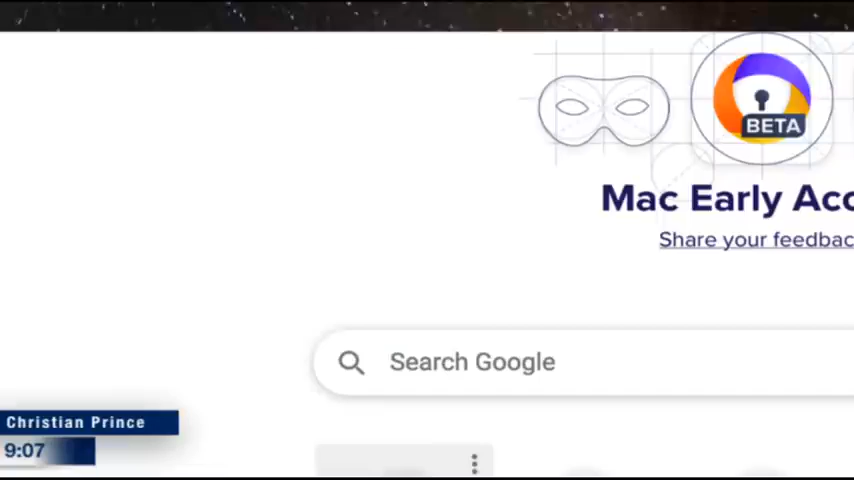 BETA
Mac Early Acc
Share your feedbac
Search Google
Christian Prince
9:07